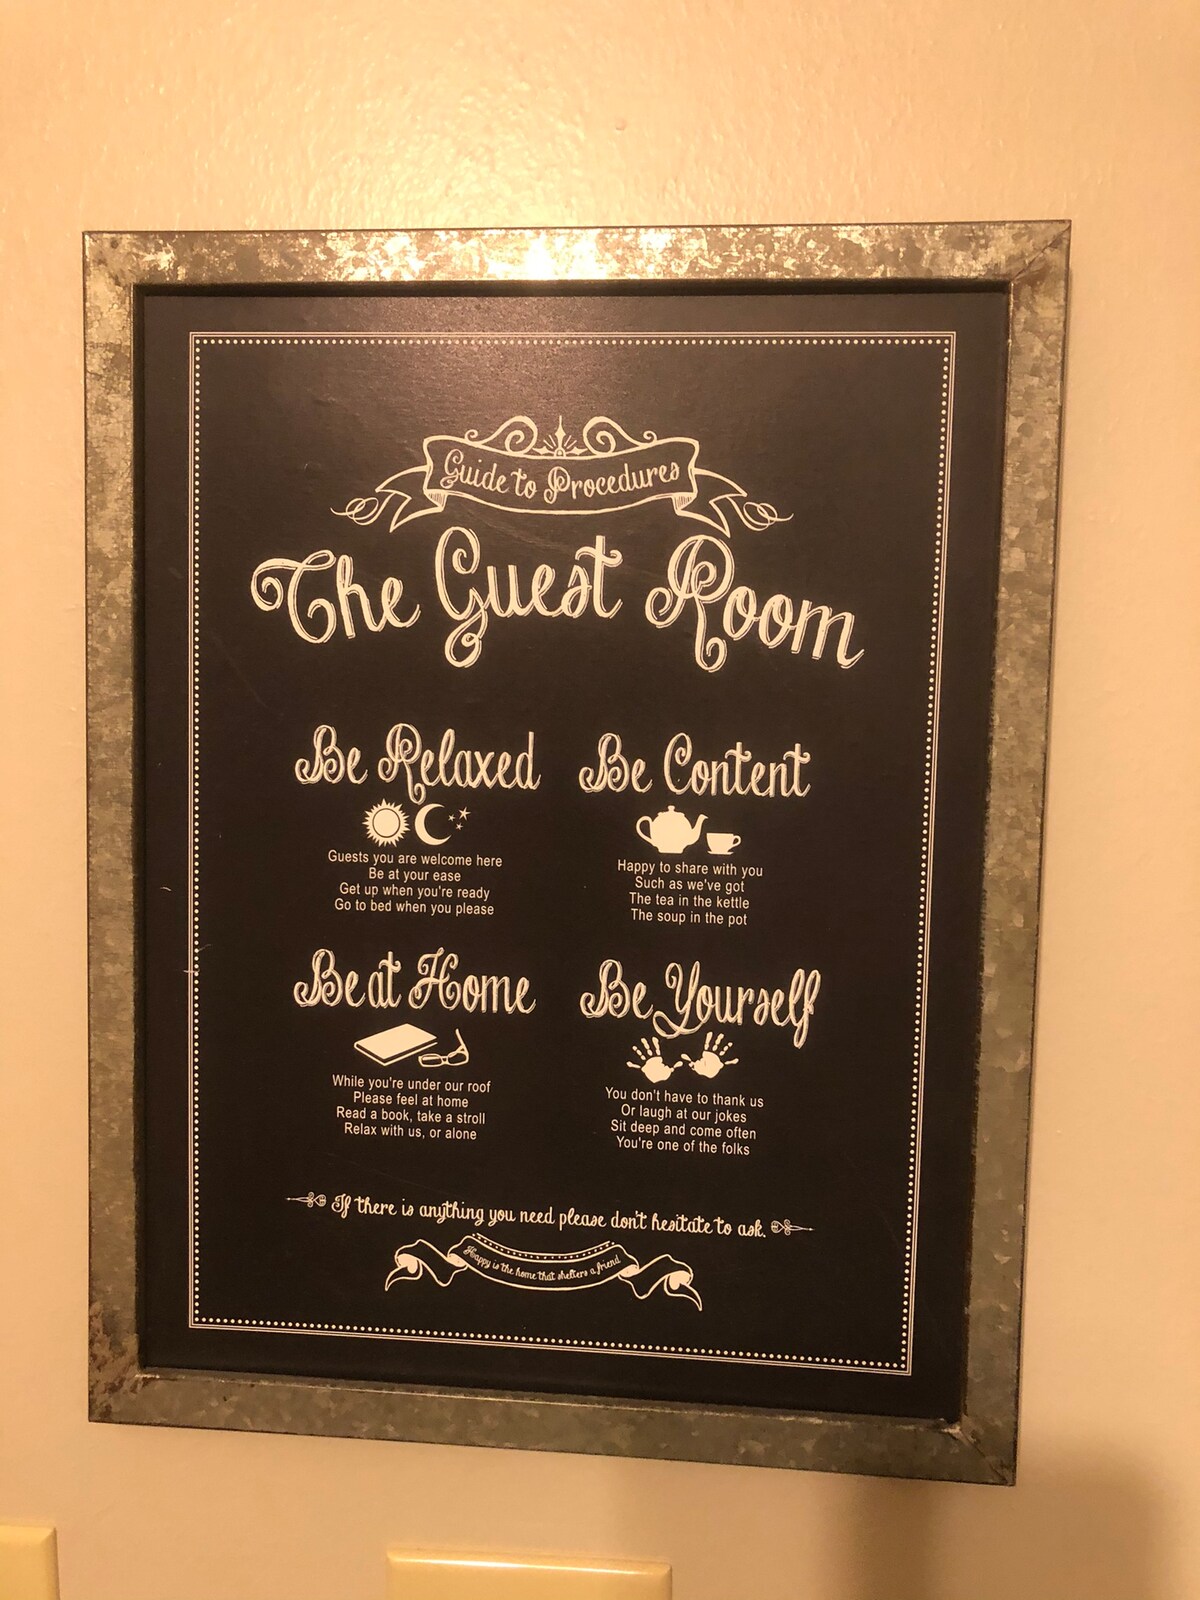 Guide to Procedures
The Guest Room
Be Relaxed
Guests you are welcome here
Be at your ease
Get up when you're ready
Go to bed when you please
Be Content
Happy to share with you
Such as we've got
The tea in the kettle
The soup in the pot
Be at Home
While you're under our roof
Please feel at home
Read a book, take a stroll
Relax with us, or alone
Be Yourself
You don't have to thank us
Or laugh at our jokes
Sit deep and come often
You're one of the folks
If there is anything you need please don't hesitate to ask.
Happy is the home that shelters a friend